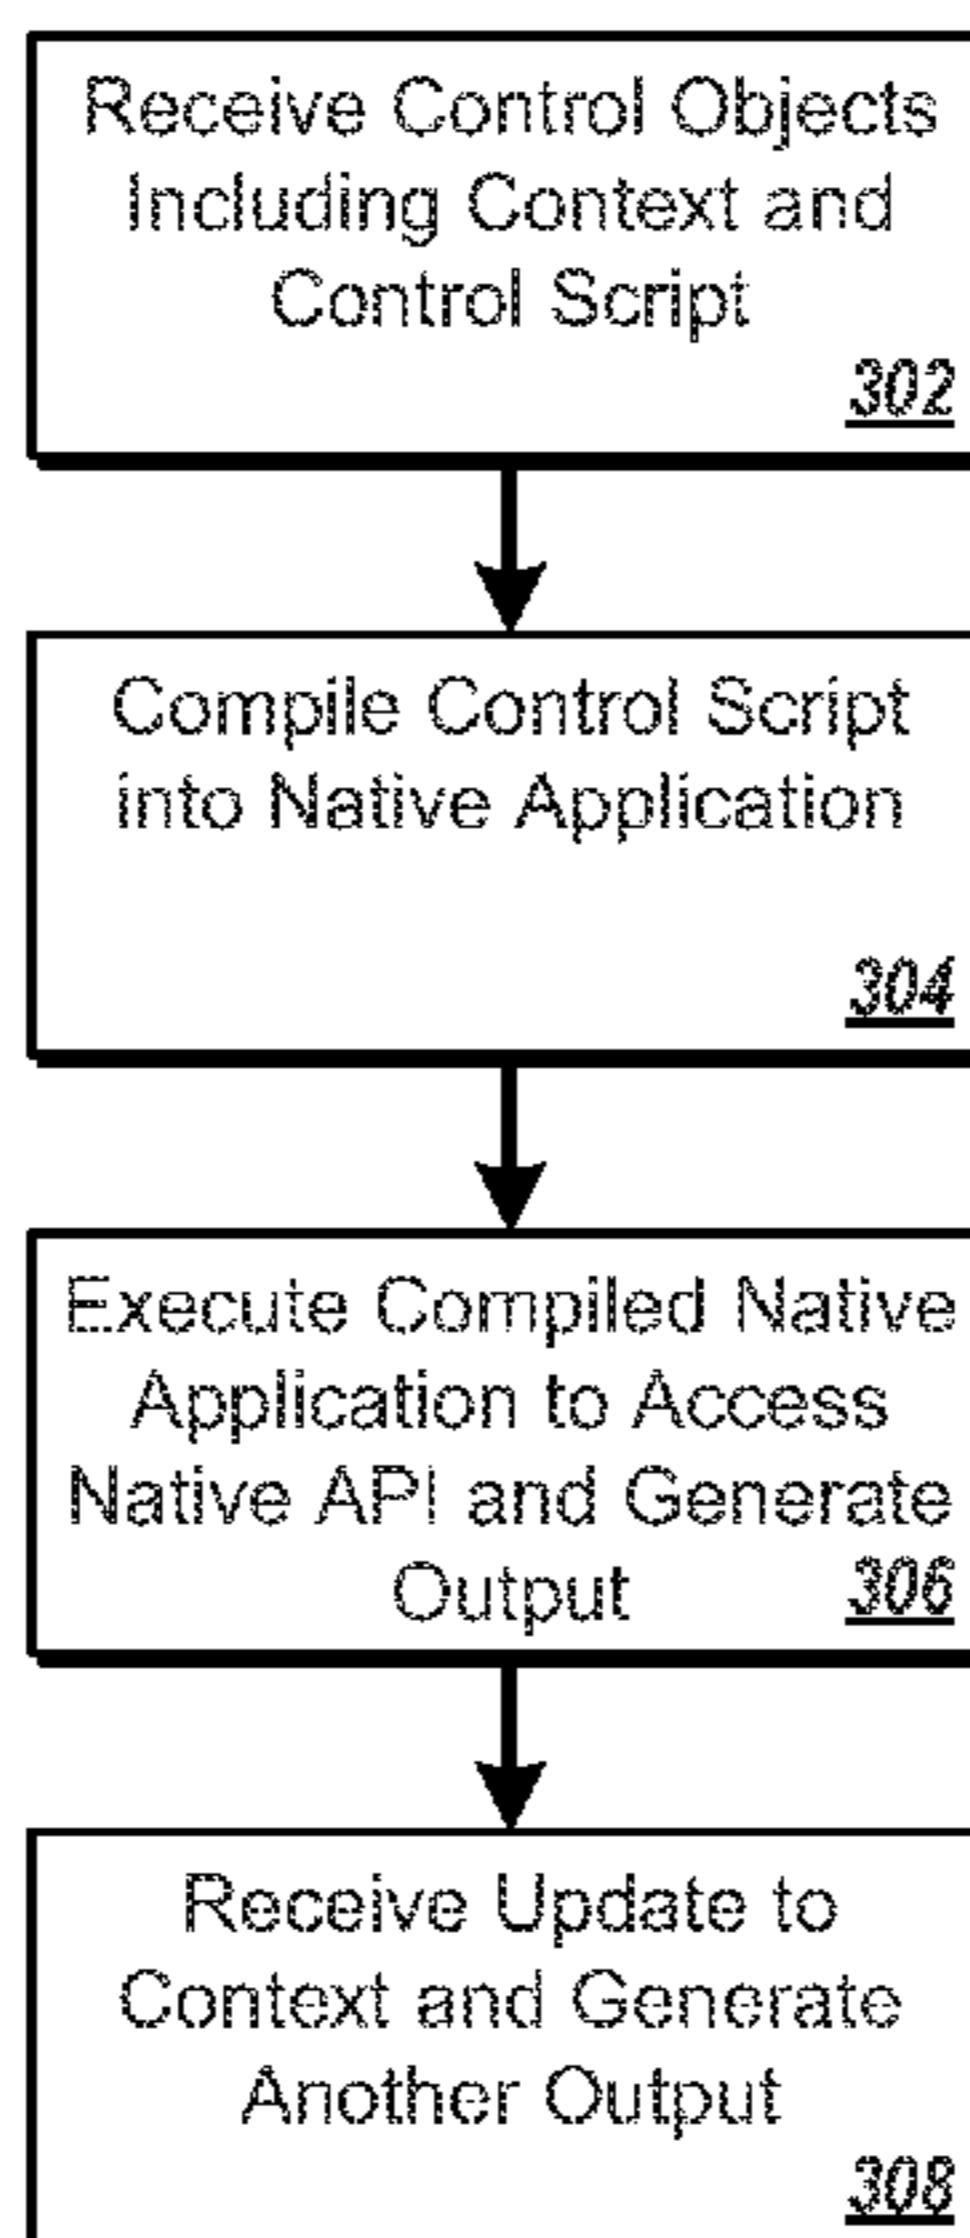 Receive Control Objects
Including Context and
Control Script
302
Compile Control Script
into Native Application
304
Execute Compiled Native
Application to Access
Native API and Generate
Output 306
Receive Update to
Context and Generate
Another Output
308